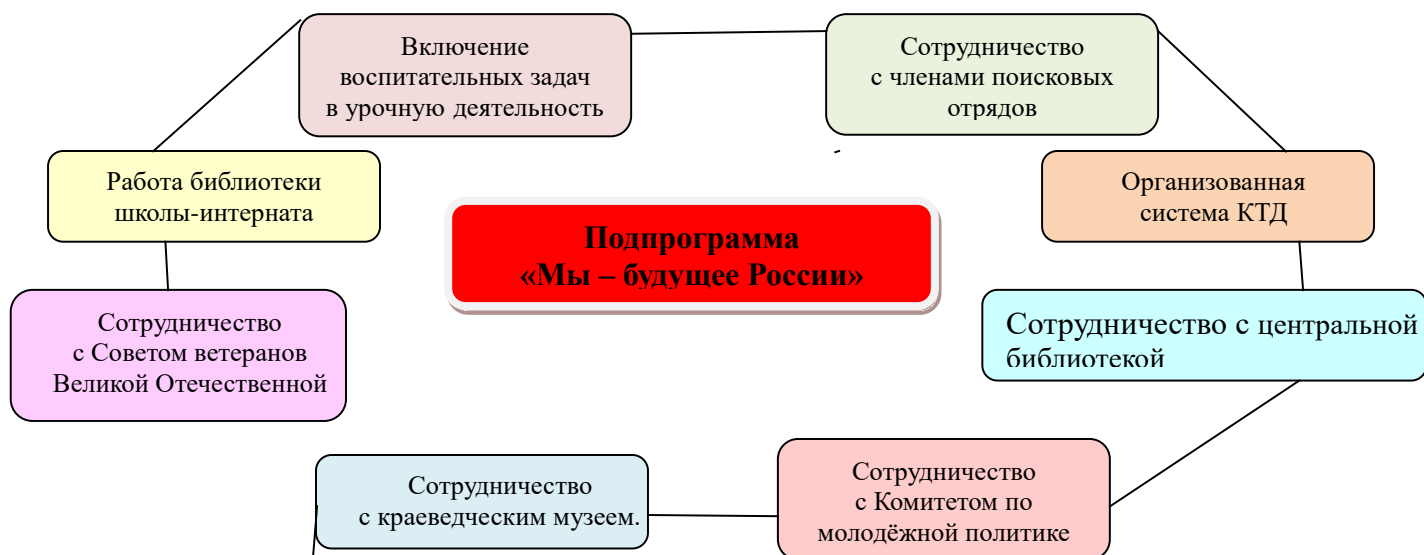 Включение
воспитательных задач
в урочную деятельность
Сотрудничество
с членами поисковых
отрядов
Работа библиотеки
школы-интерната
Организованная
система КТД
Подпрограмма
«Мы – будущее России»
Сотрудничество
с Советом ветеранов
Великой Отечественной
Сотрудничество с центральной
библиотекой
Сотрудничество
с краеведческим музеем.
Сотрудничество
с Комитетом по
молодёжной политике